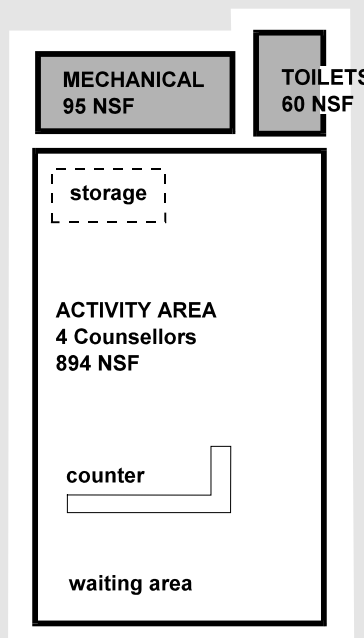 MECHANICAL
95 NSF
TOILETS
60 NSF
storage
ACTIVITY AREA
4 Counsellors
894 NSF
counter
waiting area